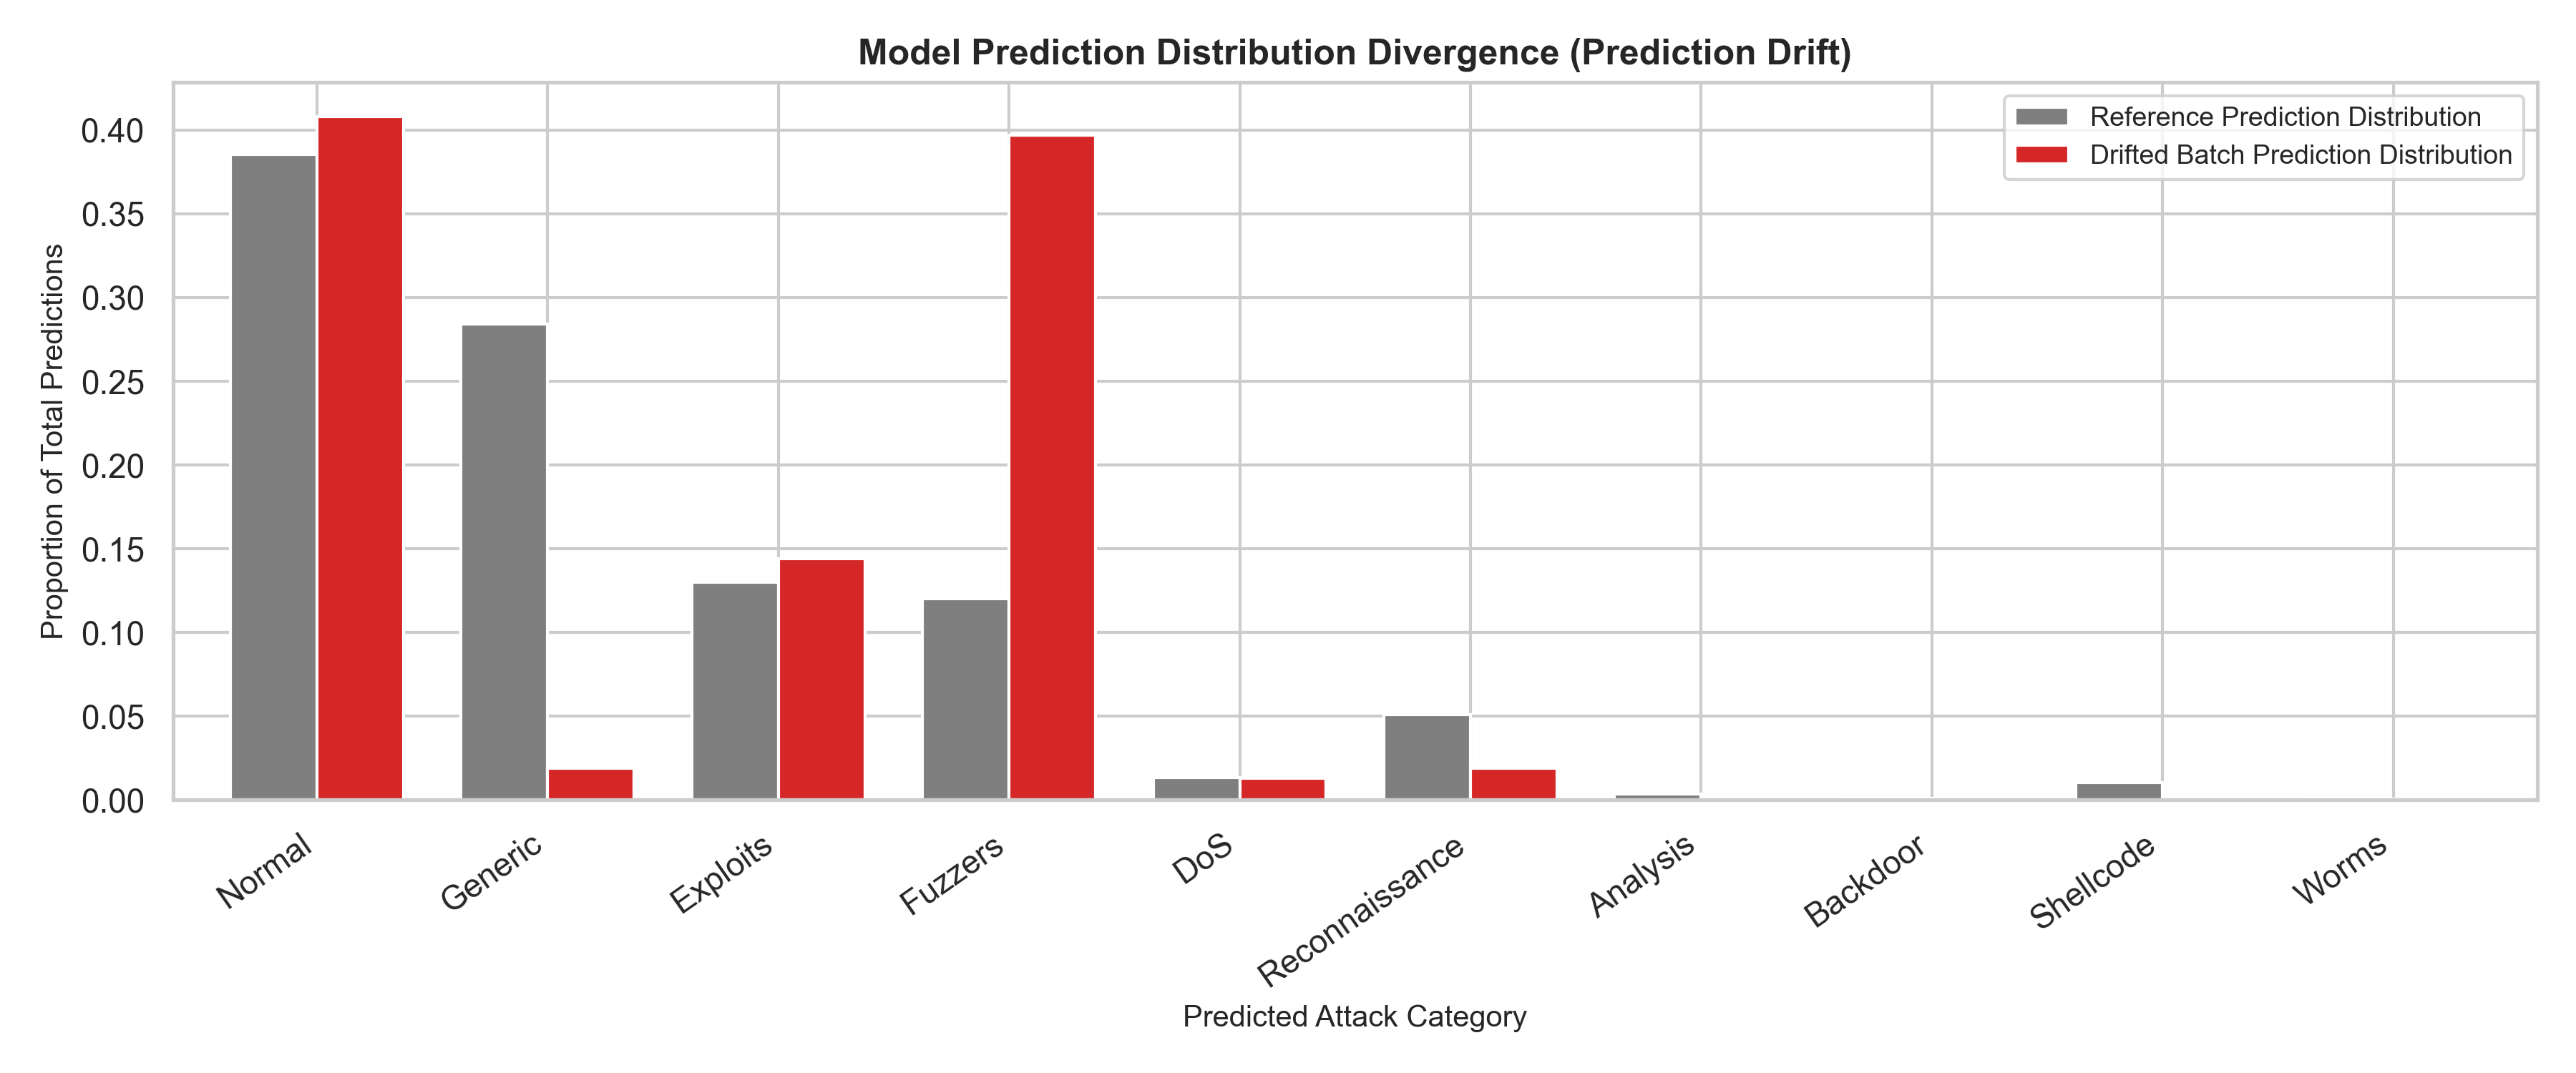 Model Prediction Distribution Divergence (Prediction Drift)
Reference Prediction Distribution
Drifted Batch Prediction Distribution
Proportion of Total Predictions
0.40
0.35
0.30
0.25
0.20
0.15
0.10
0.05
0.00
Normal
Generic
Exploits
Fuzzers
DoS
Reconnaissance
Analysis
Backdoor
Shellcode
Worms
Predicted Attack Category